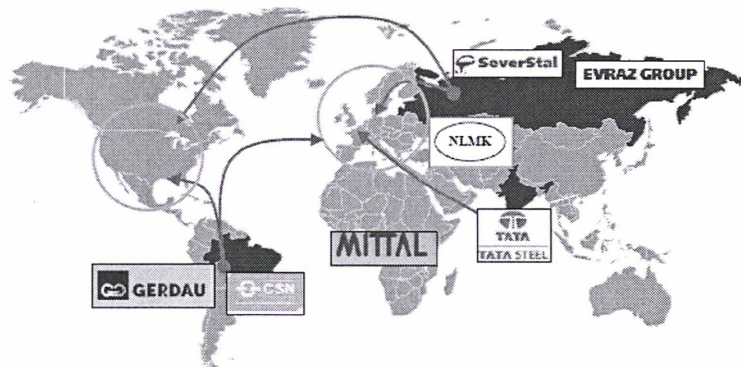 SeverStal
EVRAZ GROUP
NLMK
TATA
TATA STEEL
MITTAL
GERDAU
CSN